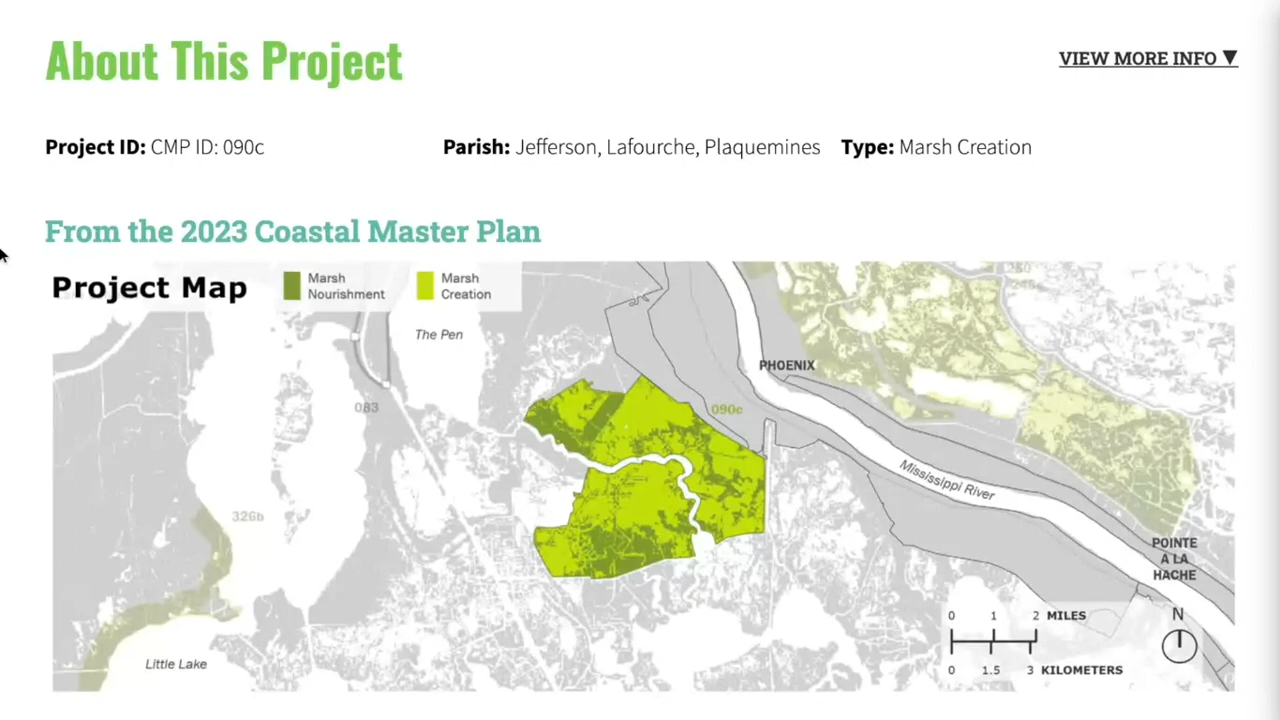 About This Project
VIEW MORE INFO ▼
Project ID: CMP ID: 090c
Parish: Jefferson, Lafourche, Plaquemines
Type: Marsh Creation
From the 2023 Coastal Master Plan
Project Map
Marsh
Nourishment
Marsh
Creation
The Pen
PHOENIX
083
090c
Mississippi River
326b
POINTE
A LA
HACHE
Little Lake
0 1 2 MILES
0 1.5 3 KILOMETERS
N